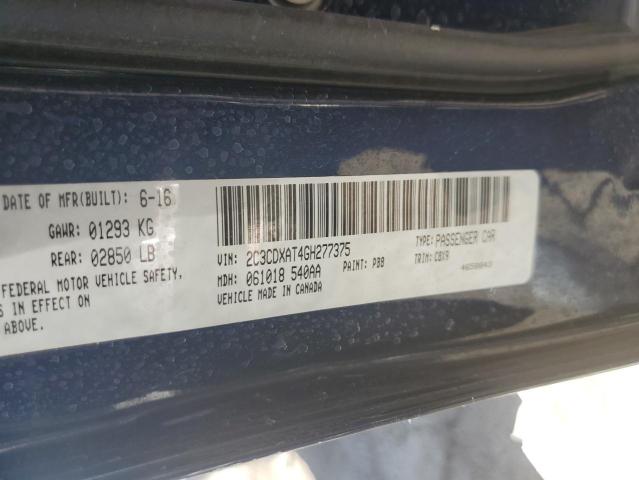 DATE OF MFR(BUILT): 6-16
GAWR: 01293 KG
REAR: 02850 LB
FEDERAL MOTOR VEHICLE SAFETY,
S IN EFFECT ON
ABOVE.
VIN: 2C3CDXAT4GH277375
TYPE: PASSENGER CAR
MDH: 061018 540AA
PAINT: PBB
TRIM: CBX9
VEHICLE MADE IN CANADA